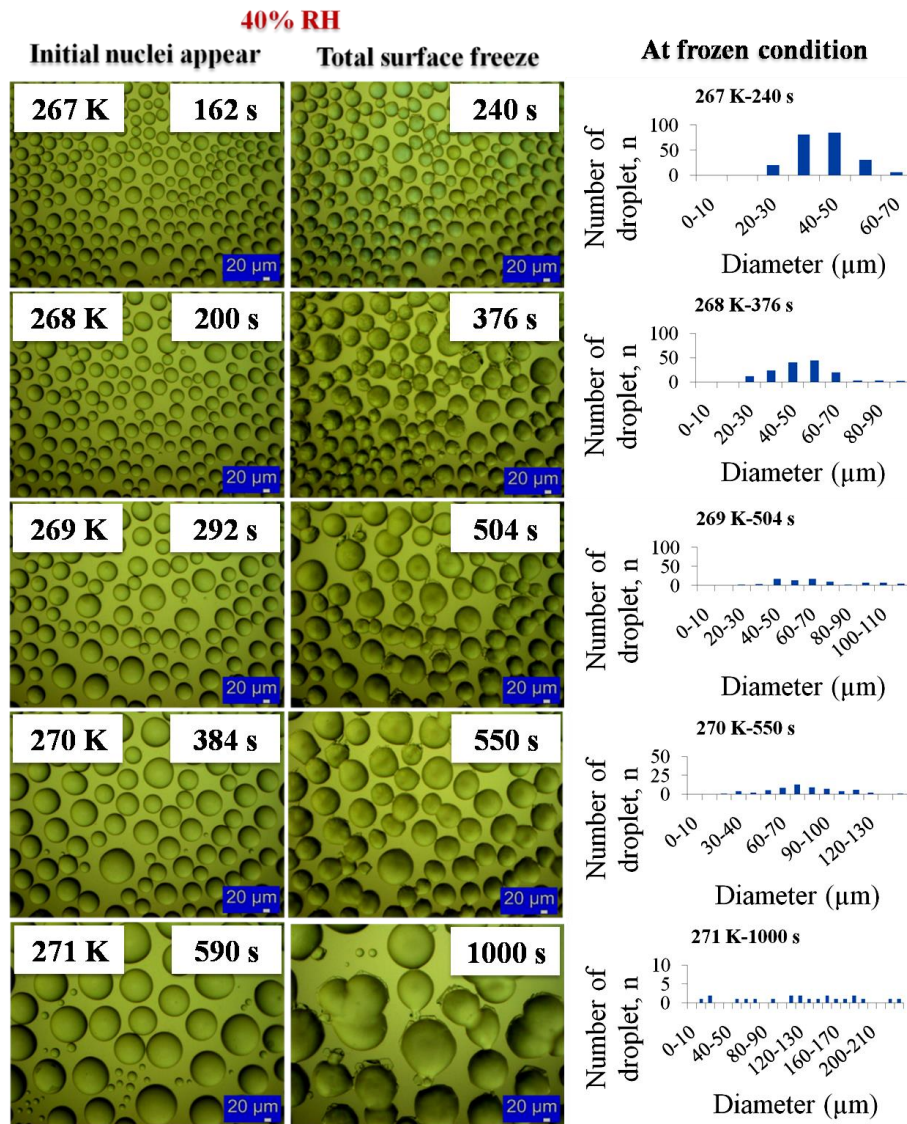 40% RH
Initial nuclei appear
Total surface freeze
At frozen condition
267 K
162 s
20 µm
240 s
20 µm
267 K-240 s
Number of
droplet, n
100
50
0
0-10
20-30
40-50
60-70
Diameter (µm)
268 K
200 s
20 µm
376 s
20 µm
268 K-376 s
Number of
droplet, n
100
50
0
0-10
20-30
40-50
60-70
80-90
Diameter (µm)
269 K
292 s
20 µm
504 s
20 µm
269 K-504 s
Number of
droplet, n
100
50
0
0-10
20-30
40-50
60-70
80-90
100-110
Diameter (µm)
270 K
384 s
20 µm
550 s
20 µm
270 K-550 s
Number of
droplet, n
50
25
0
0-10
30-40
60-70
90-100
120-130
Diameter (µm)
271 K
590 s
20 µm
1000 s
20 µm
271 K-1000 s
Number of
droplet, n
10
5
0
0-10
40-50
80-90
120-130
160-170
200-210
Diameter (µm)